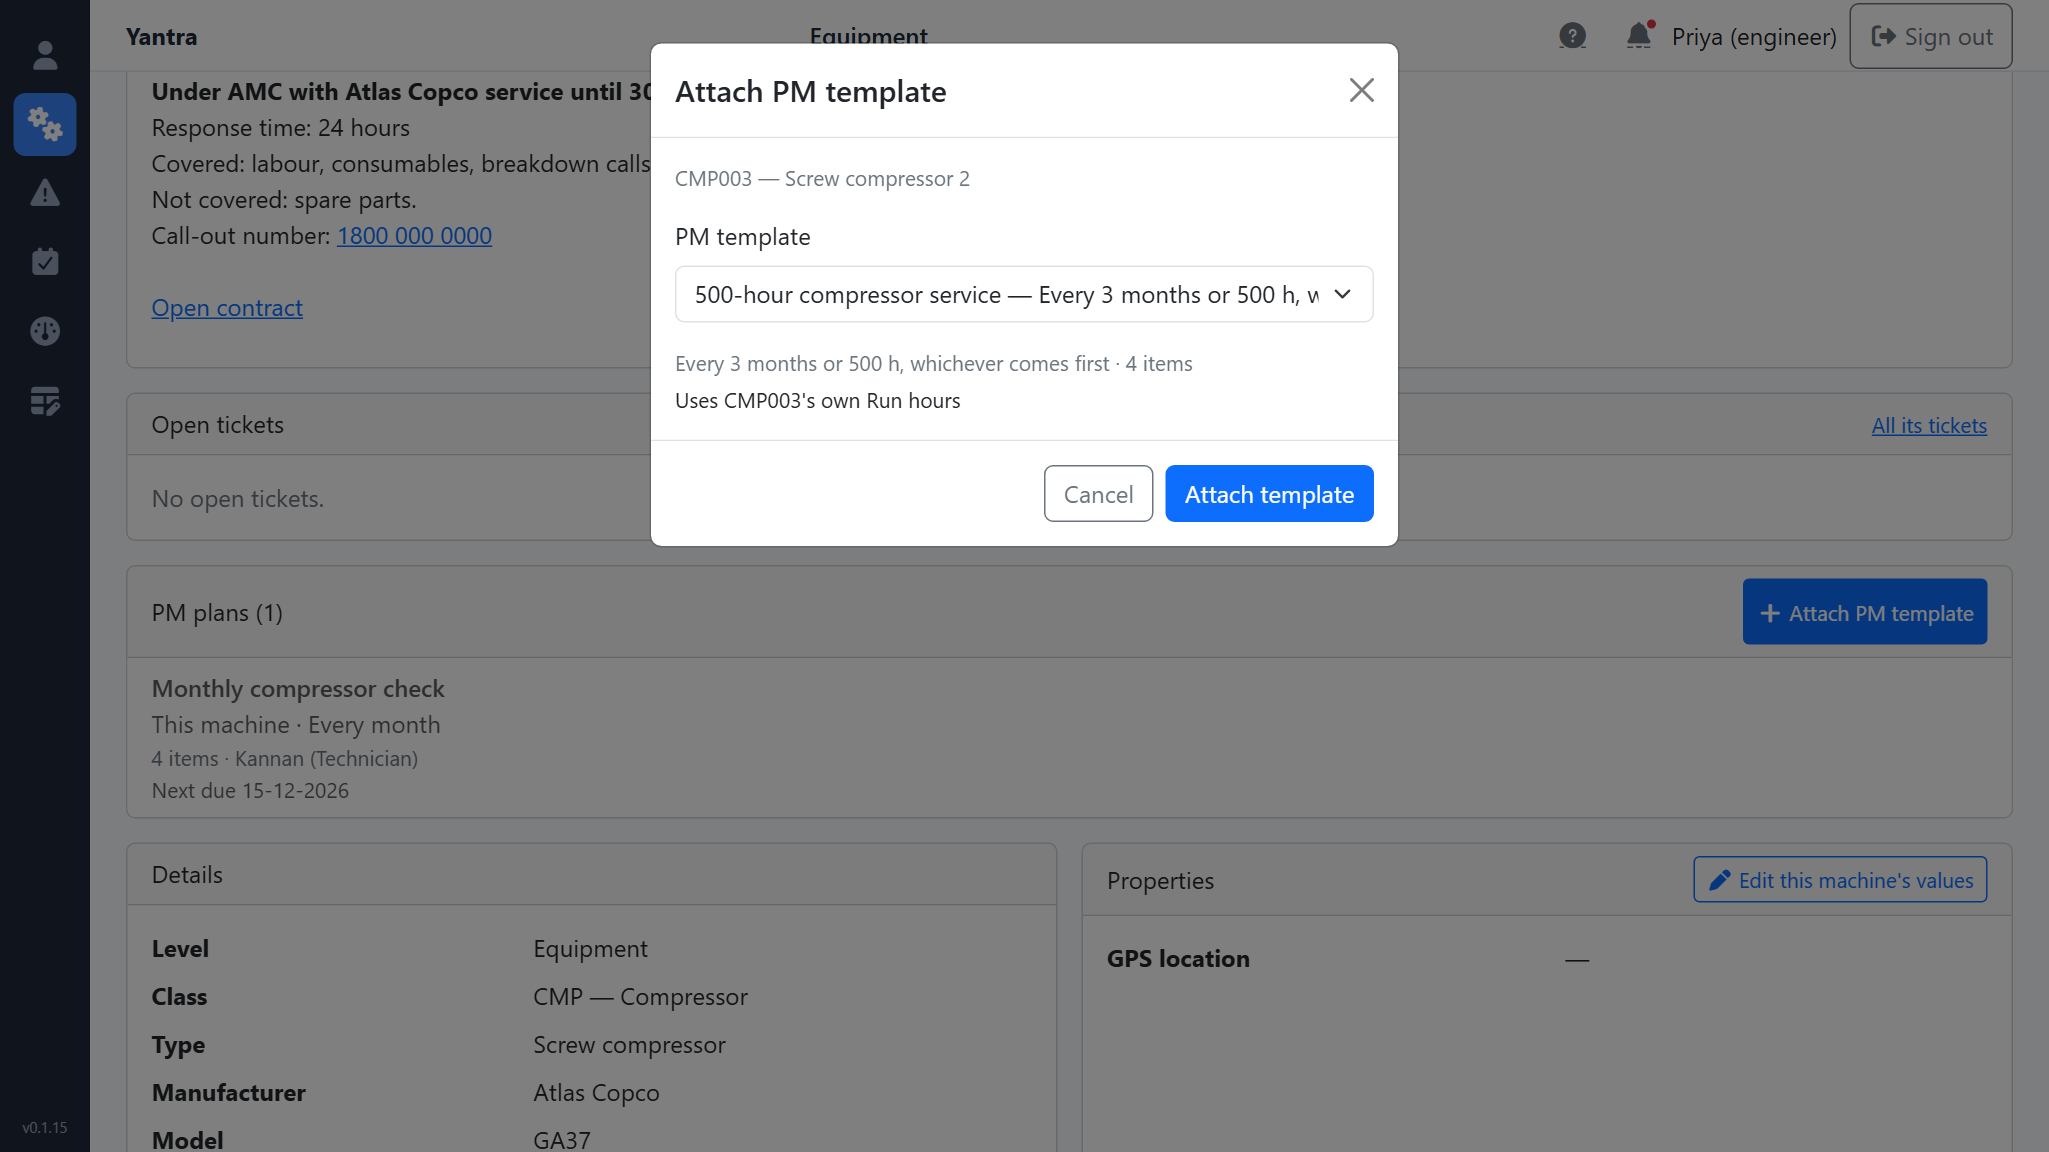 Yantra
Equipment
Priya (engineer)
Sign out
Under AMC with Atlas Copco service until 30
Response time: 24 hours
Covered: labour, consumables, breakdown calls
Not covered: spare parts.
Call-out number: 1800 000 0000
Open contract
Attach PM template
CMP003 — Screw compressor 2
PM template
500-hour compressor service — Every 3 months or 500 h, w
Every 3 months or 500 h, whichever comes first · 4 items
Uses CMP003's own Run hours
Cancel
Attach template
Open tickets
All its tickets
No open tickets.
PM plans (1)
Attach PM template
Monthly compressor check
This machine · Every month
4 items · Kannan (Technician)
Next due 15-12-2026
Details
Level Equipment
Class CMP — Compressor
Type Screw compressor
Manufacturer Atlas Copco
Model GA37
Properties
Edit this machine's values
GPS location —
v0.1.15